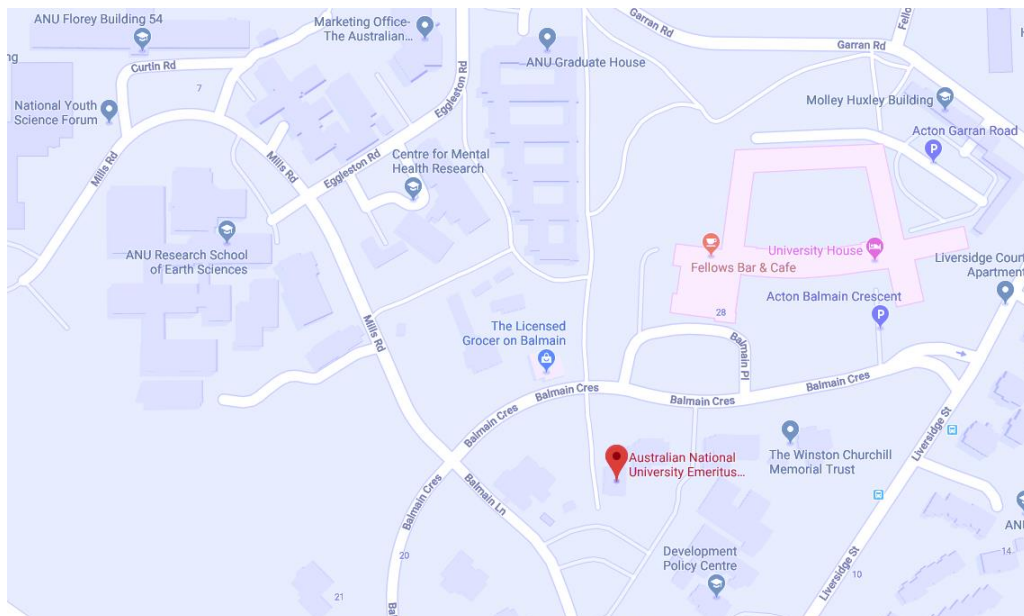 ANU Florey Building 54
Marketing Office-
The Australian...
Garran Rd
Garran Rd
Fello
ng
Curtin Rd
7
ANU Graduate House
Eggleston Rd
National Youth
Science Forum
Molley Huxley Building
Acton Garran Road
P
Mills Rd
Mills Rd
Eggleston Rd
Centre for Mental
Health Research
ANU Research School
of Earth Sciences
University House
Fellows Bar & Cafe
Liversidge Court
Apartment
Acton Balmain Crescent
P
28
Mills Rd
The Licensed
Grocer on Balmain
Balmain Pl
Balmain Cres
Balmain Cres
Balmain Cres
Balmain Cres
Liversidge St
Australian National
University Emeritus...
The Winston Churchill
Memorial Trust
Balmain Cres
Balmain Ln
ANU
20
Development
Policy Centre
Liversidge St
14
10
21
Ba